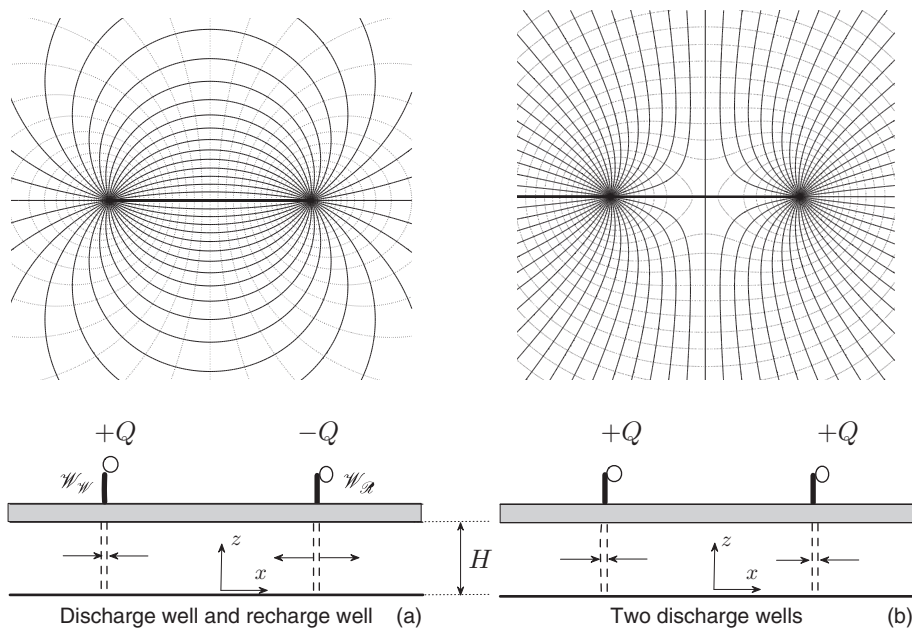 +Q
−Q
+Q
+Q
𝒲𝒲
𝒲ℛ
z
x
H
z
x
Discharge well and recharge well (a)
Two discharge wells (b)